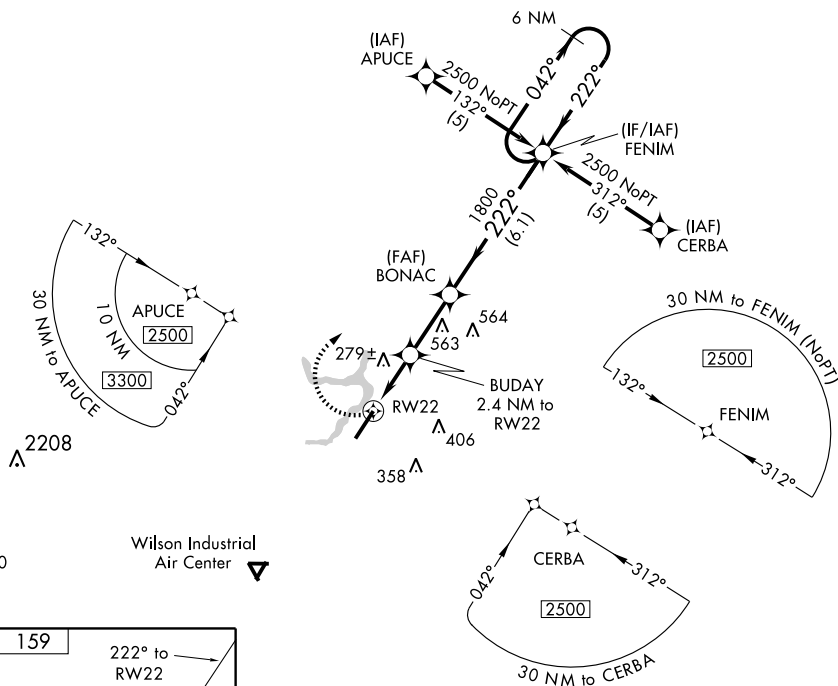 6 NM
(IAF)
APUCE
2500 NoPT
132°
(5)
042°
222°
(IF/IAF)
FENIM
2500 NoPT
312°
(5)
(IAF)
CERBA
1800
222°
(6.1)
(FAF)
BONAC
564
563
279±
BUDAY
2.4 NM to
RW22
RW22
406
358
132°
APUCE
2500
10 NM
3300
30 NM to APUCE
042°
2208
30 NM to FENIM (NoPT)
2500
132°
FENIM
312°
CERBA
042°
312°
2500
30 NM to CERBA
Wilson Industrial
Air Center
0
159
222° to
RW22